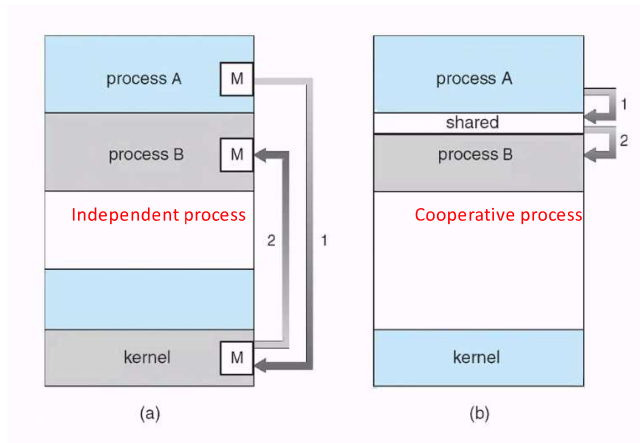 process A
M
process B
M
Independent process
2
1
kernel
M
(a)
process A
1
shared
2
process B
Cooperative process
kernel
(b)